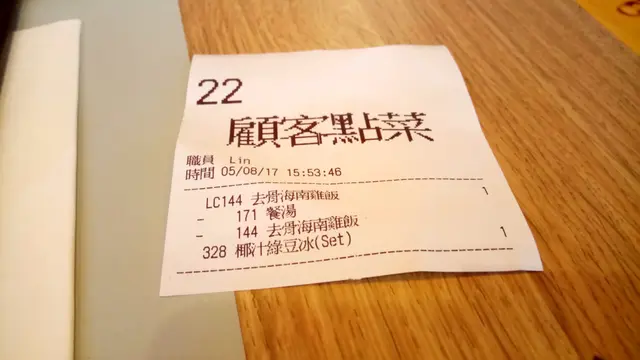 22
顧客點菜
職員 Lin
時間 05/08/17 15:53:46
LC144 去骨海南雞飯 1
- 171 餐湯
- 144 去骨海南雞飯
328 椰汁綠豆冰(Set) 1